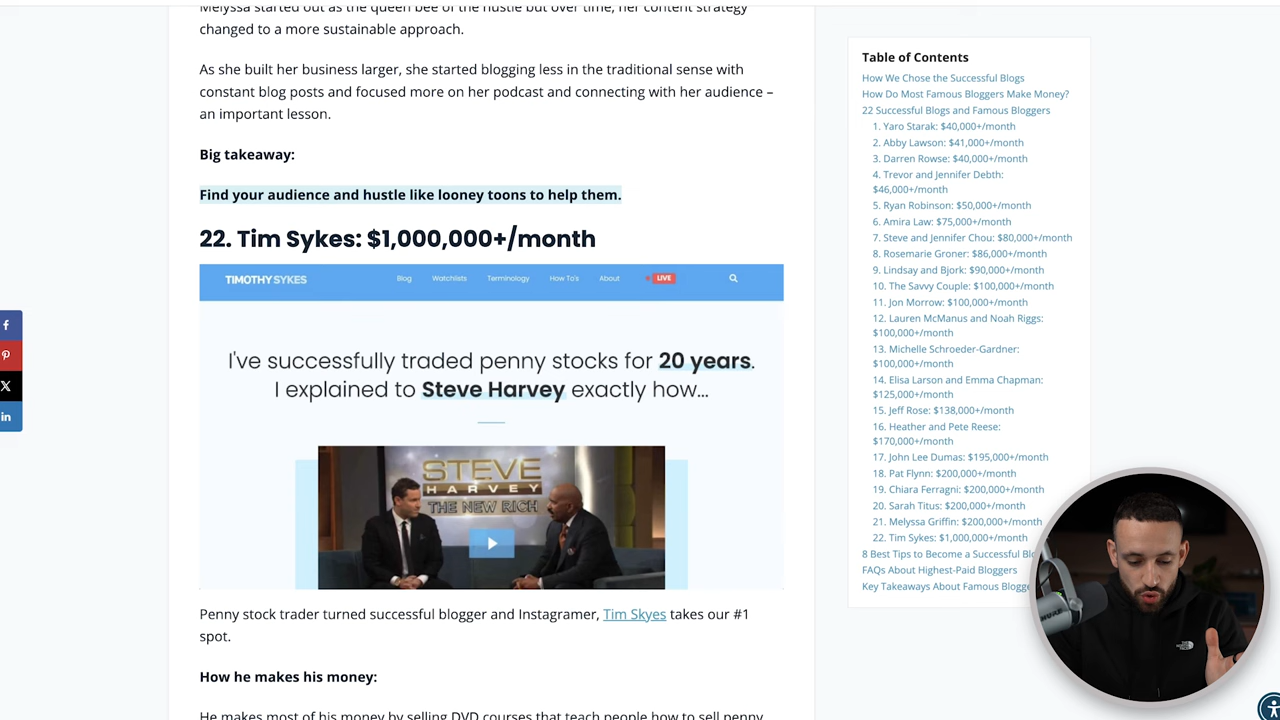 Melyssa started out as the queen bee of the hustle but over time, her content strategy
changed to a more sustainable approach.
As she built her business larger, she started blogging less in the traditional sense with
constant blog posts and focused more on her podcast and connecting with her audience –
an important lesson.
Big takeaway:
Find your audience and hustle like looney toons to help them.
22. Tim Sykes: $1,000,000+/month
TIMOTHY SYKES
Blog
Watchlists
Terminology
How To's
About
LIVE
I've successfully traded penny stocks for 20 years.
I explained to Steve Harvey exactly how...
STEVE
HARVEY
THE NEW RICH
Penny stock trader turned successful blogger and Instagramer, Tim Skyes takes our #1
spot.
How he makes his money:
He makes most of his money by selling DVD courses that teach people how to sell penny
Table of Contents
How We Chose the Successful Blogs
How Do Most Famous Bloggers Make Money?
22 Successful Blogs and Famous Bloggers
1. Yaro Starak: $40,000+/month
2. Abby Lawson: $41,000+/month
3. Darren Rowse: $40,000+/month
4. Trevor and Jennifer Debth:
$46,000+/month
5. Ryan Robinson: $50,000+/month
6. Amira Law: $75,000+/month
7. Steve and Jennifer Chou: $80,000+/month
8. Rosemarie Groner: $86,000+/month
9. Lindsay and Bjork: $90,000+/month
10. The Savvy Couple: $100,000+/month
11. Jon Morrow: $100,000+/month
12. Lauren McManus and Noah Riggs:
$100,000+/month
13. Michelle Schroeder-Gardner:
$100,000+/month
14. Elisa Larson and Emma Chapman:
$125,000+/month
15. Jeff Rose: $138,000+/month
16. Heather and Pete Reese:
$170,000+/month
17. John Lee Dumas: $195,000+/month
18. Pat Flynn: $200,000+/month
19. Chiara Ferragni: $200,000+/month
20. Sarah Titus: $200,000+/month
21. Melyssa Griffin: $200,000+/month
22. Tim Sykes: $1,000,000+/month
8 Best Tips to Become a Successful Blo
FAQs About Highest-Paid Bloggers
Key Takeaways About Famous Blogge